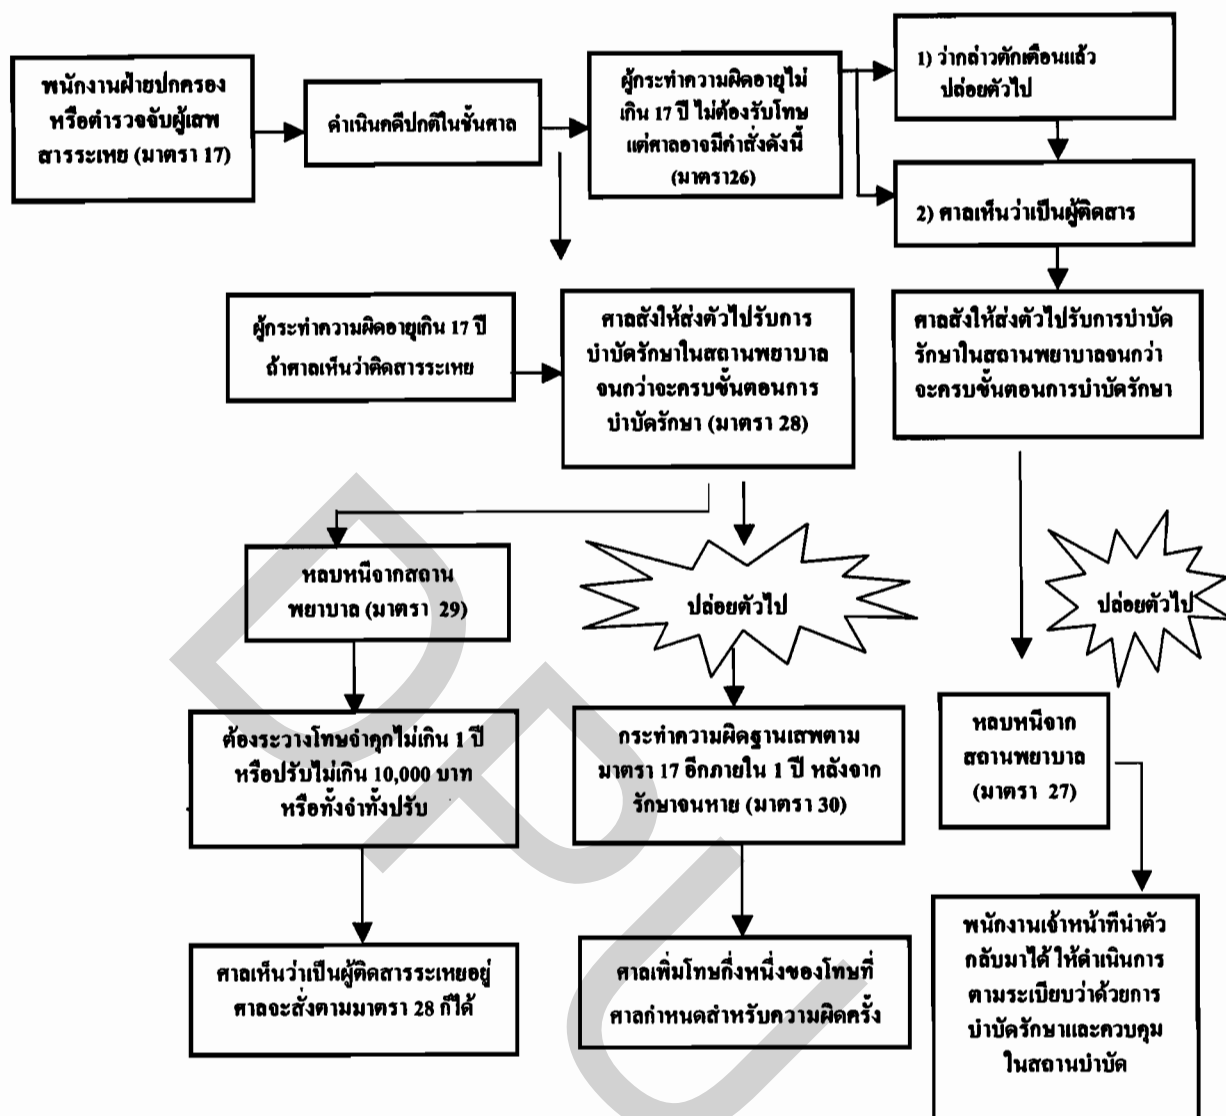 พนักงานฝ่ายปกครอง
หรือตำรวจจับผู้เสพ
สารระเหย (มาตรา 17)
ดำเนินคดีปกติในชั้นศาล
ผู้กระทำความผิดอายุไม่
เกิน 17 ปี ไม่ต้องรับโทษ
แต่ศาลอาจมีคำสั่งดังนี้
(มาตรา26)
1) ว่ากล่าวตักเตือนแล้ว
ปล่อยตัวไป
2) ศาลเห็นว่าเป็นผู้ติดสาร
ผู้กระทำความผิดอายุเกิน 17 ปี
ถ้าศาลเห็นว่าติดสารระเหย
ศาลสั่งให้ส่งตัวไปรับการ
บำบัดรักษาในสถานพยาบาล
จนกว่าจะครบขั้นตอนการ
บำบัดรักษา (มาตรา 28)
ศาลสั่งให้ส่งตัวไปรับการบำบัด
รักษาในสถานพยาบาลจนกว่า
จะครบขั้นตอนการบำบัดรักษา
หลบหนีจากสถาน
พยาบาล (มาตรา 29)
ปล่อยตัวไป
ปล่อยตัวไป
ต้องระวางโทษจำคุกไม่เกิน 1 ปี
หรือปรับไม่เกิน 10,000 บาท
หรือทั้งจำทั้งปรับ
กระทำความผิดฐานเสพตาม
มาตรา 17 อีกภายใน 1 ปี หลังจาก
รักษาจนหาย (มาตรา 30)
หลบหนีจาก
สถานพยาบาล
(มาตรา 27)
ศาลเห็นว่าเป็นผู้ติดสารระเหยอยู่
ศาลจะสั่งตามมาตรา 28 ก็ได้
ศาลเพิ่มโทษกึ่งหนึ่งของโทษที่
ศาลกำหนดสำหรับความผิดครั้ง
พนักงานเจ้าหน้าที่นำตัว
กลับมาได้ ให้ดำเนินการ
ตามระเบียบว่าด้วยการ
บำบัดรักษาและควบคุม
ในสถานบำบัด
DPU